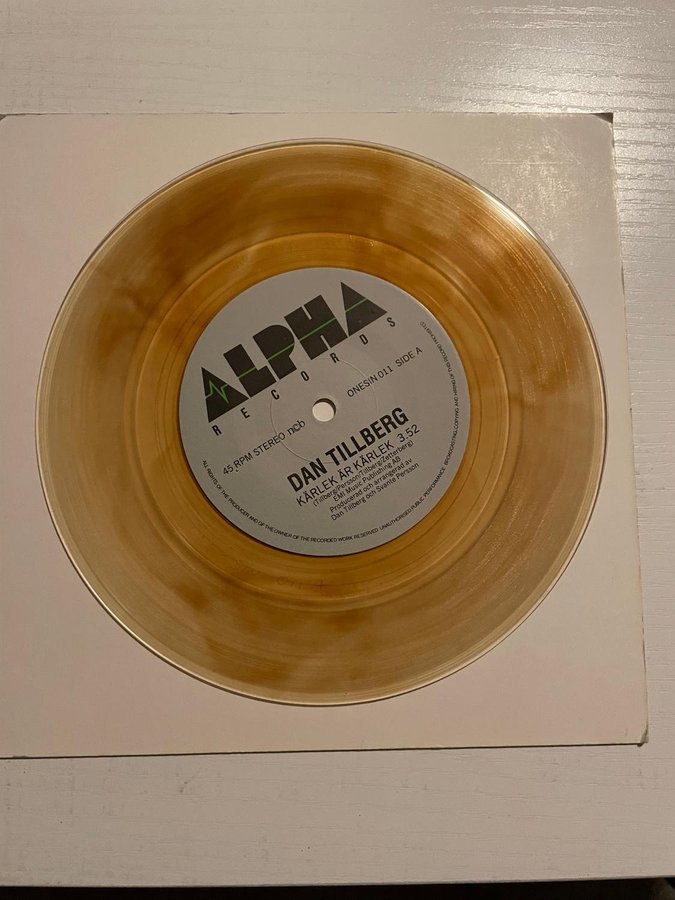 ALPHA
RECORDS
45 RPM STEREO ncb
ONESIN 011 SIDE A
DAN TILLBERG
KÄRLEK ÄR KÄRLEK 3.52
(Tillberg/Persson/Tillberg/Zetterberg)
EMI Music Publishing AB
Producerad och arrangerad av
Dan Tillberg och Svante Persson
ALL RIGHTS OF THE PRODUCER AND OF THE OWNER OF THE RECORDED WORK RESERVED UNAUTHORISED PUBLIC PERFORMANCE BROADCASTING COPYING AND HIRING OF THIS RECORD PROHIBITED